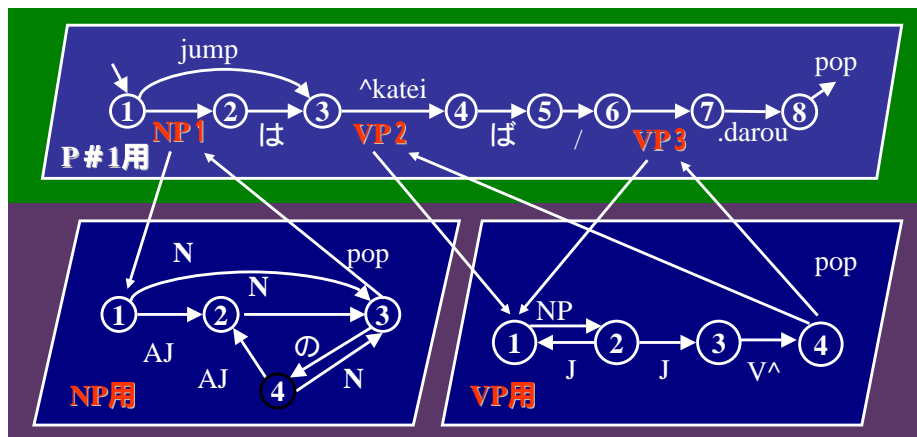 jump
pop
^katei
1 2 3 4 5 6 7 8
NP1 は VP2 ば / VP3 .darou
P#1用
N pop
N pop
1 2 3 NP
の 1 2 3 4
AJ J J V^
AJ 4 N
NP用 VP用